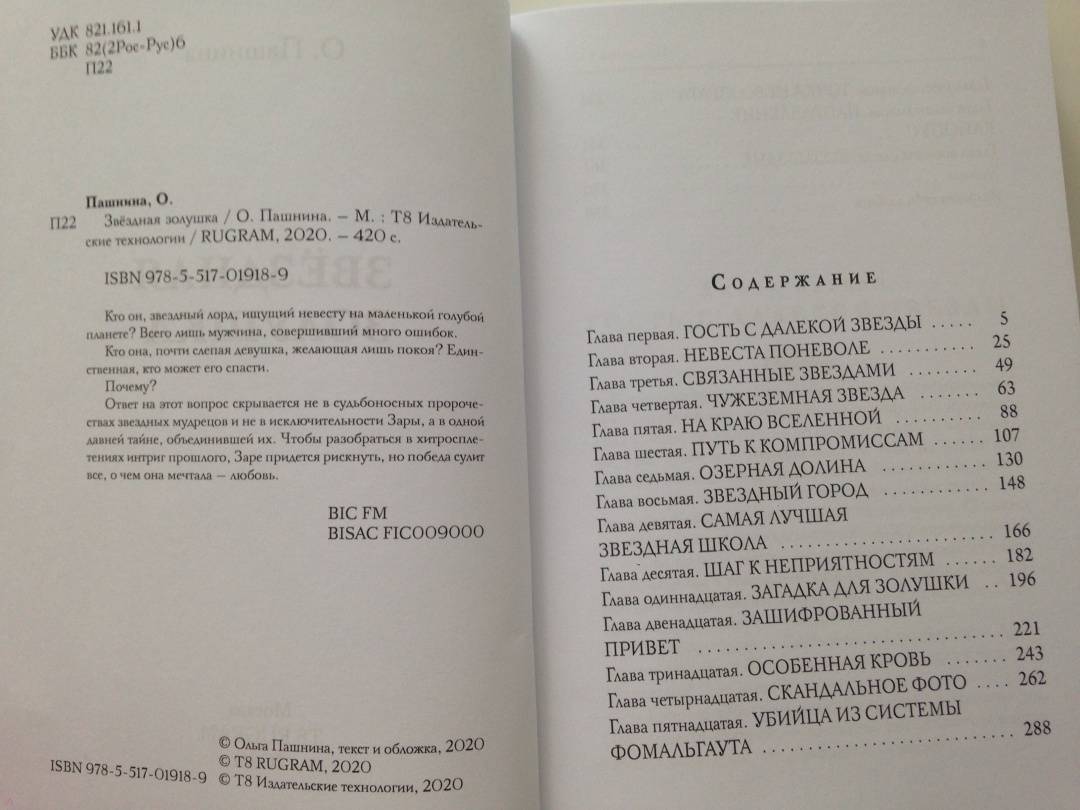 УДК 821.161.1
ББК 82(2Рос-Рус)6
П22
Пашнина, О.
П22 Звёздная золушка / О. Пашнина. – М. : Т8 Издатель-
ские технологии / RUGRAM, 2020. – 420 с.
ISBN 978-5-517-01918-9
Кто он, звездный лорд, ищущий невесту на маленькой голубой
планете? Всего лишь мужчина, совершивший много ошибок.
Кто она, почти слепая девушка, желающая лишь покоя? Един-
ственная, кто может его спасти.
Почему?
Ответ на этот вопрос скрывается не в судьбоносных пророче-
ствах звездных мудрецов и не в исключительности Зары, а в одной
давней тайне, объединившей их. Чтобы разобраться в хитроспле-
тениях интриг прошлого, Заре придется рискнуть, но победа сулит
все, о чем она мечтала – любовь.
BIC FM
BISAC FIC009000
© Ольга Пашнина, текст и обложка, 2020
© T8 RUGRAM, 2020
ISBN 978-5-517-01918-9 © Т8 Издательские технологии, 2020
Содержание
Глава первая. ГОСТЬ С ДАЛЕКОЙ ЗВЕЗДЫ ..... 5
Глава вторая. НЕВЕСТА ПОНЕВОЛЕ ........... 25
Глава третья. СВЯЗАННЫЕ ЗВЕЗДАМИ ........ 49
Глава четвертая. ЧУЖЕЗЕМНАЯ ЗВЕЗДА ....... 63
Глава пятая. НА КРАЮ ВСЕЛЕННОЙ .......... 88
Глава шестая. ПУТЬ К КОМПРОМИССАМ ...... 107
Глава седьмая. ОЗЕРНАЯ ДОЛИНА ............ 130
Глава восьмая. ЗВЕЗДНЫЙ ГОРОД ............ 148
Глава девятая. САМАЯ ЛУЧШАЯ
ЗВЕЗДНАЯ ШКОЛА ..................... 166
Глава десятая. ШАГ К НЕПРИЯТНОСТЯМ ...... 182
Глава одиннадцатая. ЗАГАДКА ДЛЯ ЗОЛУШКИ .. 196
Глава двенадцатая. ЗАШИФРОВАННЫЙ
ПРИВЕТ ............................ 221
Глава тринадцатая. ОСОБЕННАЯ КРОВЬ ....... 243
Глава четырнадцатая. СКАНДАЛЬНОЕ ФОТО .... 262
Глава пятнадцатая. УБИЙЦА ИЗ СИСТЕМЫ
ФОМАЛЬГАУТА ....................... 288